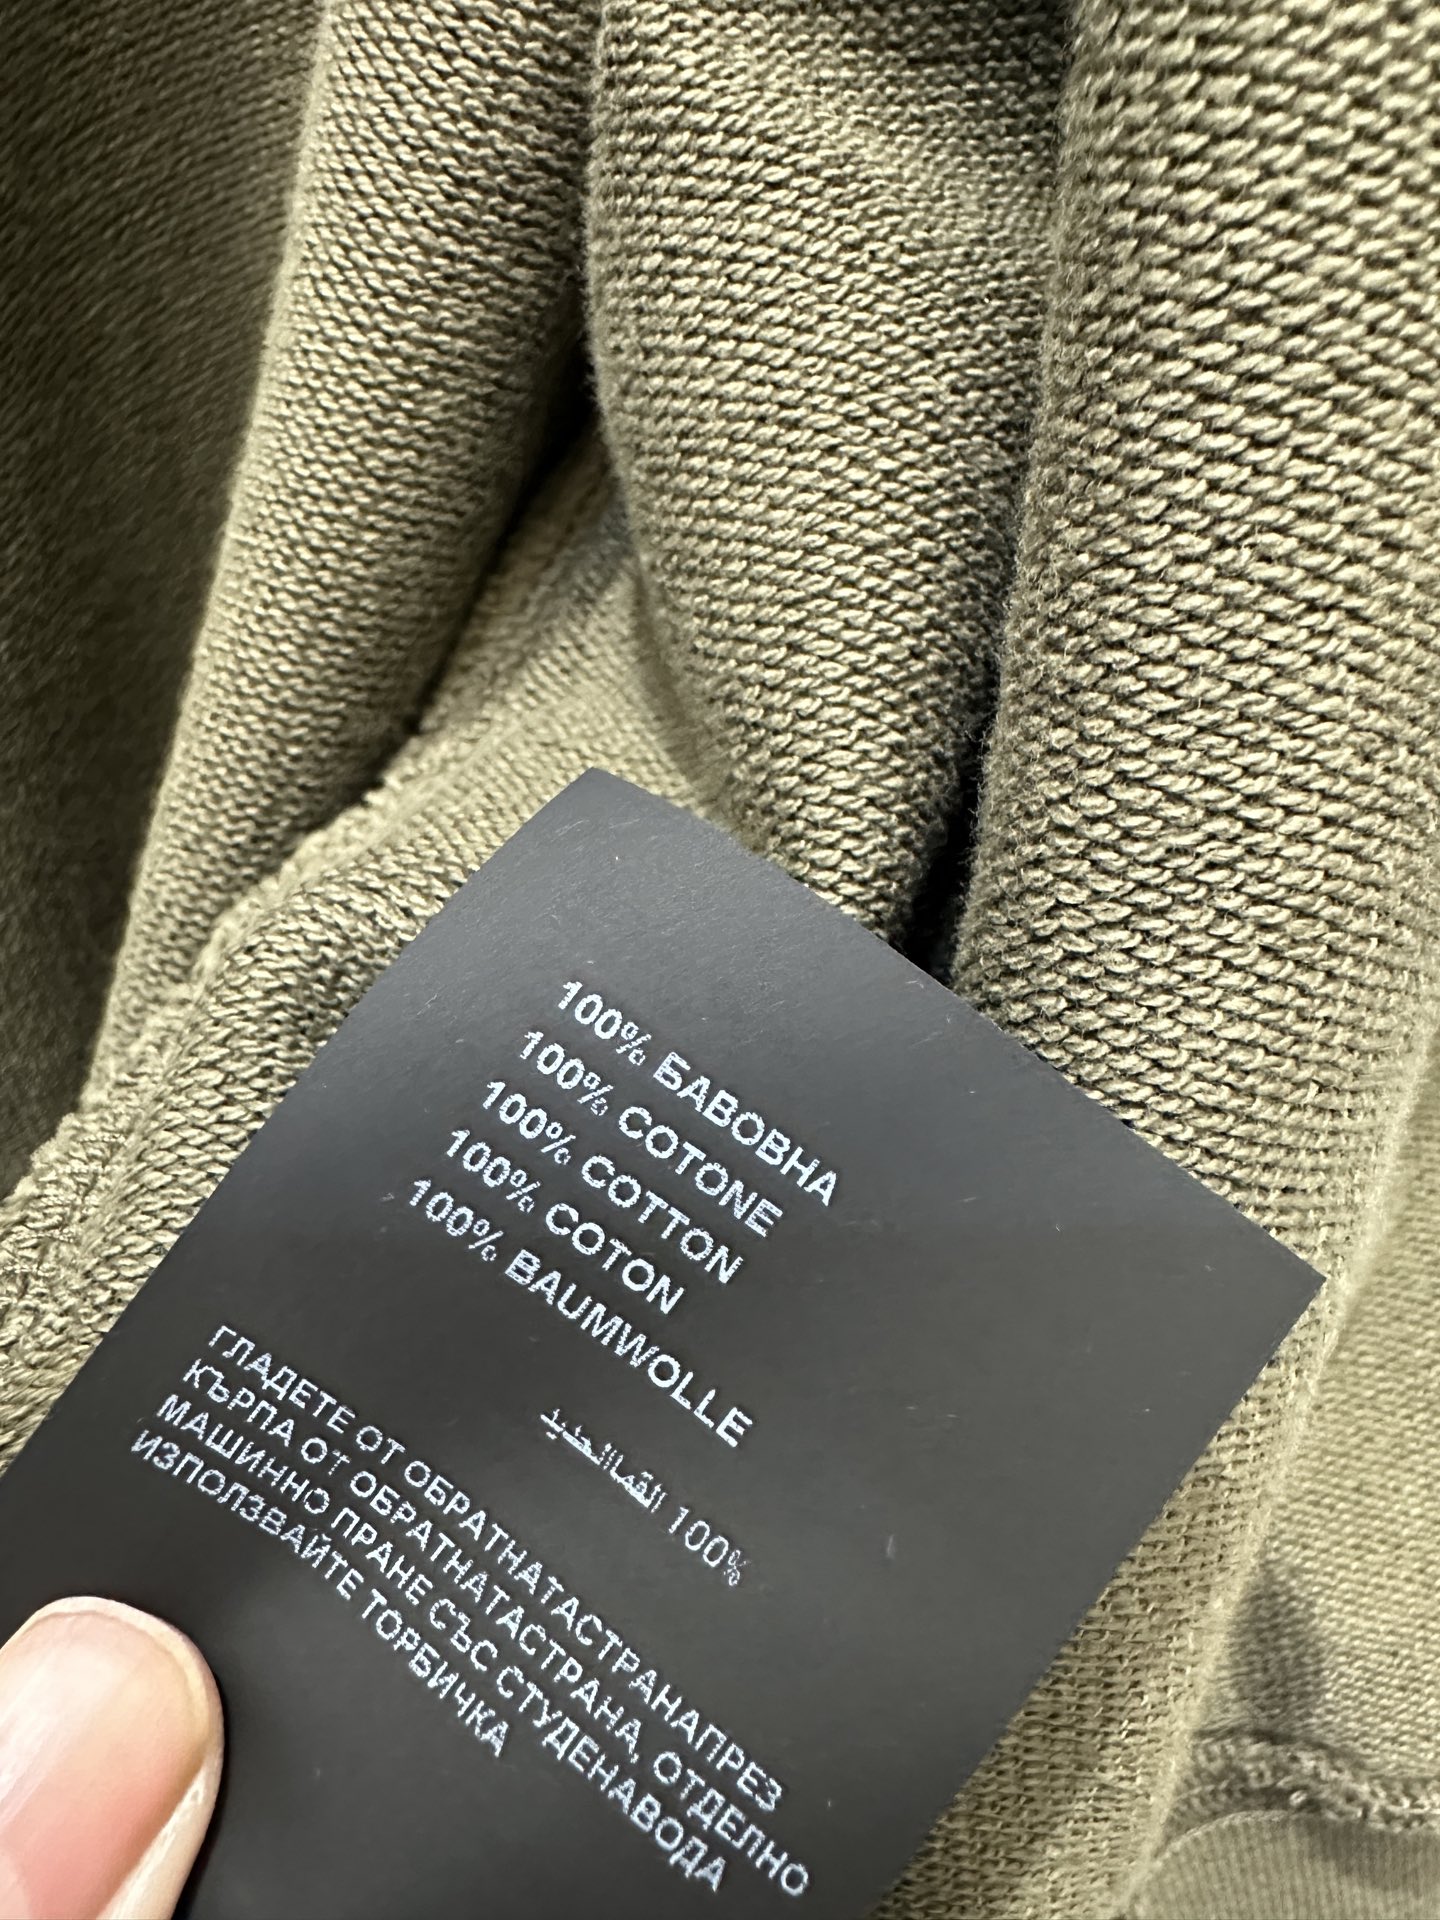 100% БАВОВНА
100% COTONE
100% COTTON
100% COTON
100% BAUMWOLLE
100%
ГЛАДЕТЕ ОТ ОБРАТНАТАСТРАНАПРЕЗ
КЪРПА ОТ ОБРАТНАТАСТРАНА, ОТДЕЛНО
МАШИННО ПРАНЕ СЪС СТУДЕНАВОДА
ИЗПОЛЗВАЙТЕ ТОРБИЧКА